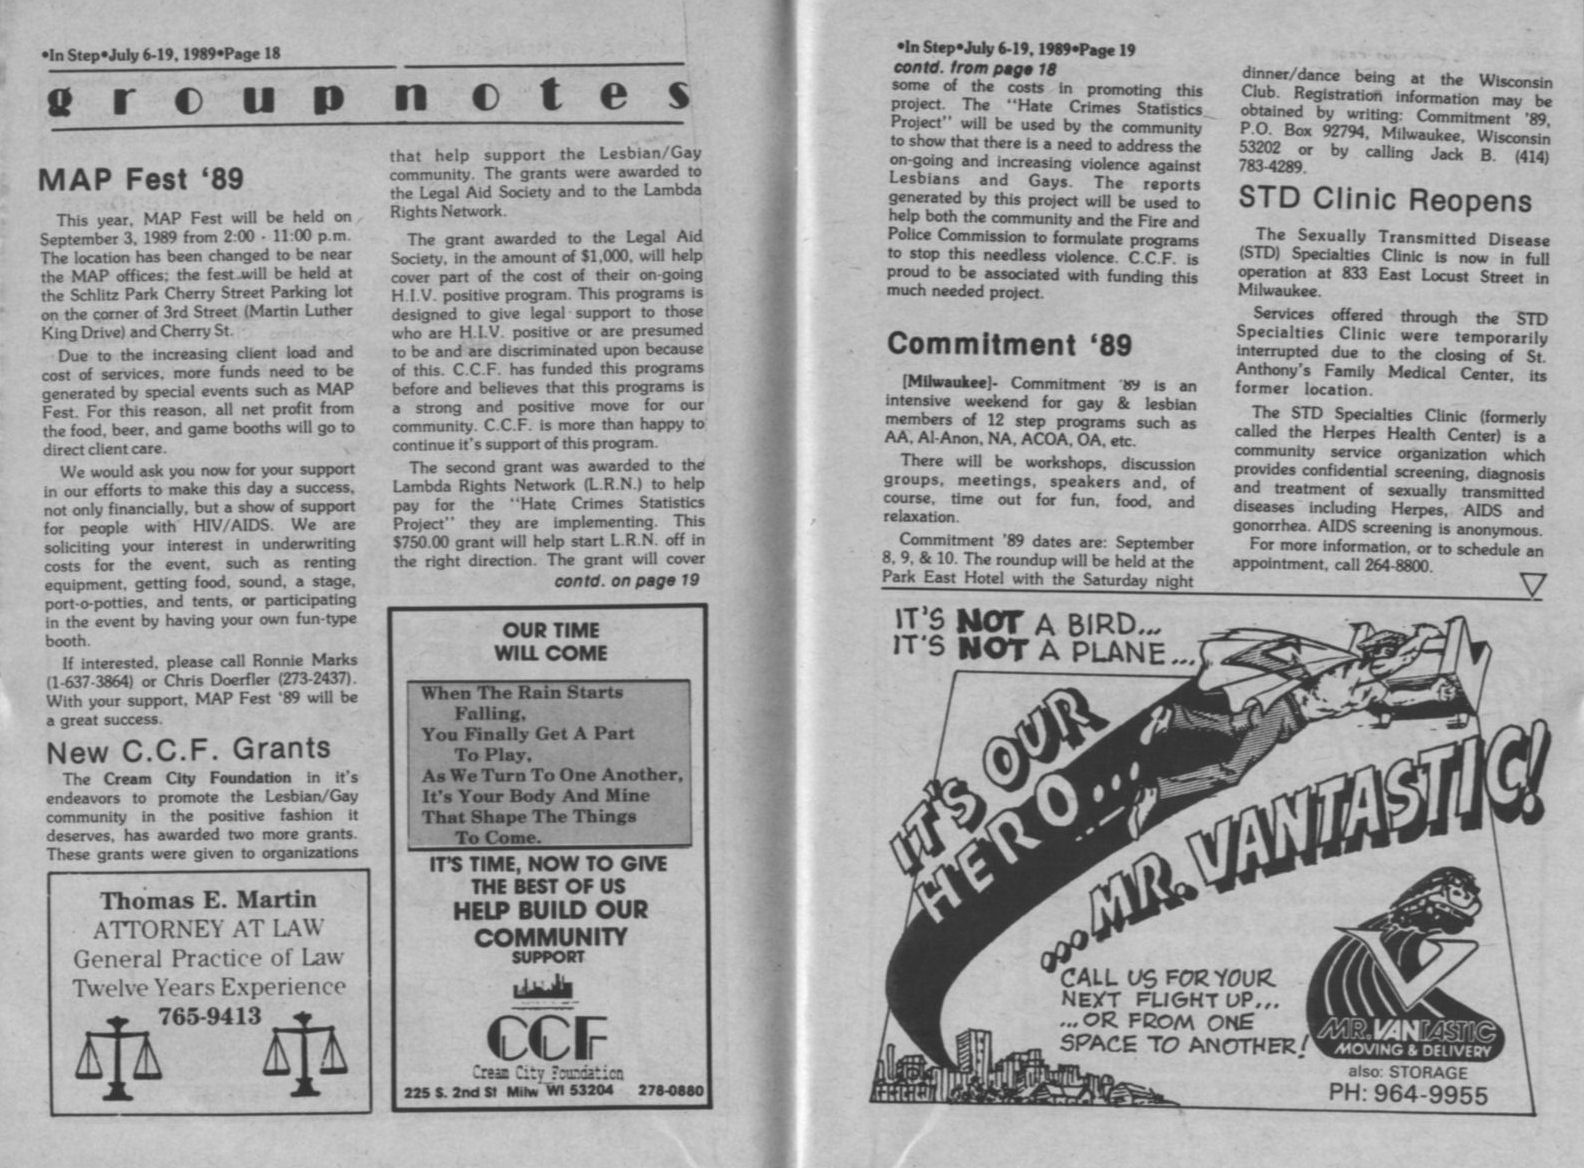 •In Step•July 6-19, 1989•Page 18
group notes
MAP Fest '89
This year, MAP Fest will be held on
September 3, 1989 from 2:00 - 11:00 p.m.
The location has been changed to be near
the MAP offices; the fest will be held at
the Schlitz Park Cherry Street Parking lot
on the corner of 3rd Street (Martin Luther
King Drive) and Cherry St.
Due to the increasing client load and
cost of services, more funds need to be
generated by special events such as MAP
Fest. For this reason, all net profit from
the food, beer, and game booths will go to
direct client care.
We would ask you now for your support
in our efforts to make this day a success,
not only financially, but a show of support
for people with HIV/AIDS. We are
soliciting your interest in underwriting
costs for the event, such as renting
equipment, getting food, sound, a stage,
port-o-potties, and tents, or participating
in the event by having your own fun-type
booth.
If interested, please call Ronnie Marks
(1-637-3864) or Chris Doerfler (273-2437).
With your support, MAP Fest '89 will be
a great success.
New C.C.F. Grants
The Cream City Foundation in it's
endeavors to promote the Lesbian/Gay
community in the positive fashion it
deserves, has awarded two more grants.
These grants were given to organizations
Thomas E. Martin
ATTORNEY AT LAW
General Practice of Law
Twelve Years Experience
765-9413
that help support the Lesbian/Gay
community. The grants were awarded to
the Legal Aid Society and to the Lambda
Rights Network.
The grant awarded to the Legal Aid
Society, in the amount of $1,000, will help
cover part of the cost of their on-going
H.I.V. positive program. This programs is
designed to give legal support to those
who are H.I.V. positive or are presumed
to be and are discriminated upon because
of this. C.C.F. has funded this programs
before and believes that this programs is
a strong and positive move for our
community. C.C.F. is more than happy to
continue it's support of this program.
The second grant was awarded to the
Lambda Rights Network (L.R.N.) to help
pay for the "Hate Crimes Statistics
Project" they are implementing. This
$750.00 grant will help start L.R.N. off in
the right direction. The grant will cover
contd. on page 19
OUR TIME
WILL COME
When The Rain Starts
Falling,
You Finally Get A Part
To Play,
As We Turn To One Another,
It's Your Body And Mine
That Shape The Things
To Come.
IT'S TIME, NOW TO GIVE
THE BEST OF US
HELP BUILD OUR
COMMUNITY
SUPPORT
CCF
Cream City Foundation
225 S. 2nd St Milw WI 53204 278-0880
•In Step•July 6-19, 1989•Page 19
contd. from page 18
some of the costs in promoting this
project. The "Hate Crimes Statistics
Project" will be used by the community
to show that there is a need to address the
on-going and increasing violence against
Lesbians and Gays. The reports
generated by this project will be used to
help both the community and the Fire and
Police Commission to formulate programs
to stop this needless violence. C.C.F. is
proud to be associated with funding this
much needed project.
Commitment '89
[Milwaukee]- Commitment '89 is an
intensive weekend for gay & lesbian
members of 12 step programs such as
AA, Al-Anon, NA, ACOA, OA, etc.
There will be workshops, discussion
groups, meetings, speakers and, of
course, time out for fun, food, and
relaxation.
Commitment '89 dates are: September
8, 9, & 10. The roundup will be held at the
Park East Hotel with the Saturday night
dinner/dance being at the Wisconsin
Club. Registration information may be
obtained by writing: Commitment '89,
P.O. Box 92794, Milwaukee, Wisconsin
53202 or by calling Jack B. (414)
783-4289.
STD Clinic Reopens
The Sexually Transmitted Disease
(STD) Specialties Clinic is now in full
operation at 833 East Locust Street in
Milwaukee.
Services offered through the STD
Specialties Clinic were temporarily
interrupted due to the closing of St.
Anthony's Family Medical Center, its
former location.
The STD Specialties Clinic (formerly
called the Herpes Health Center) is a
community service organization which
provides confidential screening, diagnosis
and treatment of sexually transmitted
diseases including Herpes, AIDS and
gonorrhea. AIDS screening is anonymous.
For more information, or to schedule an
appointment, call 264-8800.
IT'S NOT A BIRD...
IT'S NOT A PLANE...
IT'S OUR
HERO...
...MR. VANTASTIC!
CALL US FOR YOUR
NEXT FLIGHT UP...
...OR FROM ONE
SPACE TO ANOTHER!
MR. VANTASTIC
MOVING & DELIVERY
also: STORAGE
PH: 964-9955